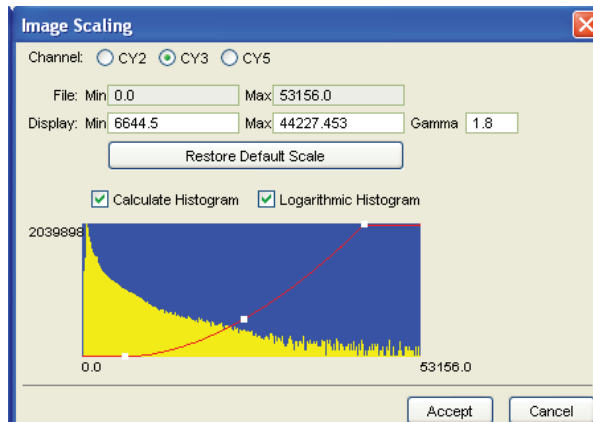 Image Scaling
Channel: CY2 CY3 CY5
File: Min 0.0 Max 53156.0
Display: Min 6644.5 Max 44227.453 Gamma 1.8
Restore Default Scale
Calculate Histogram Logarithmic Histogram
2039898
0.0 53156.0
Accept Cancel